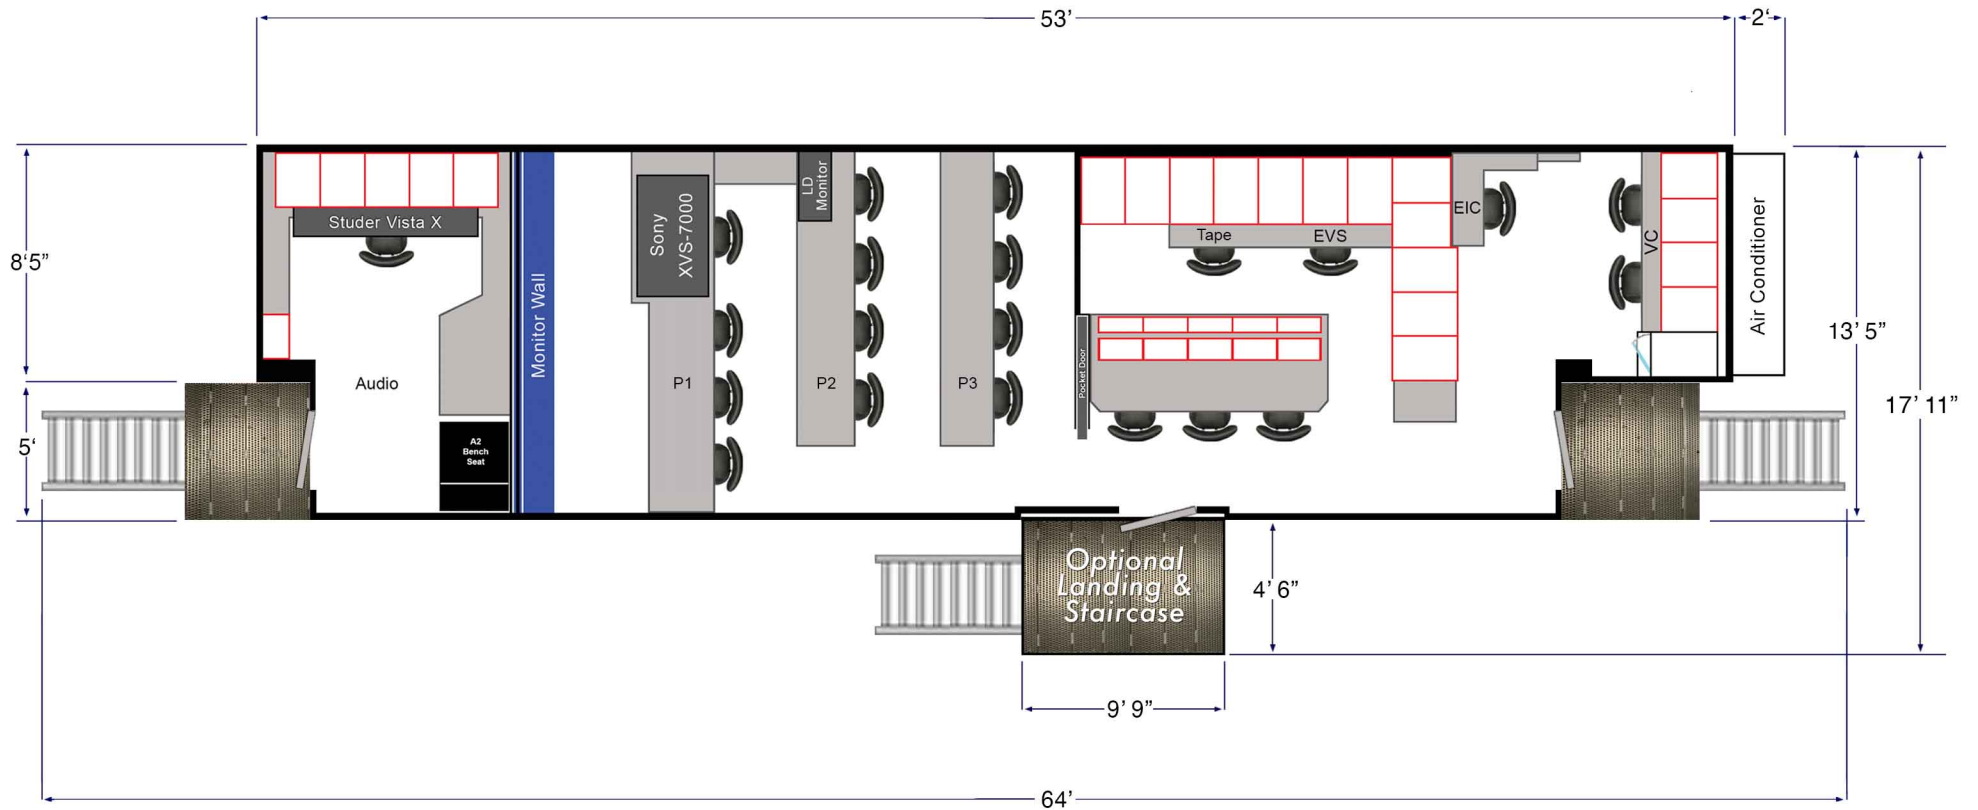 53’
2‘
8‘5”
5‘
Studer Vista X
Audio
A2
Bench
Seat
Monitor Wall
Sony
XVS-7000
P1
LD
Monitor
P2
P3
Pocket Door
Tape
EVS
EIC
VC
Air Conditioner
13’ 5”
17’ 11”
Optional
Landing &
Staircase
4’ 6”
9’ 9”
64’